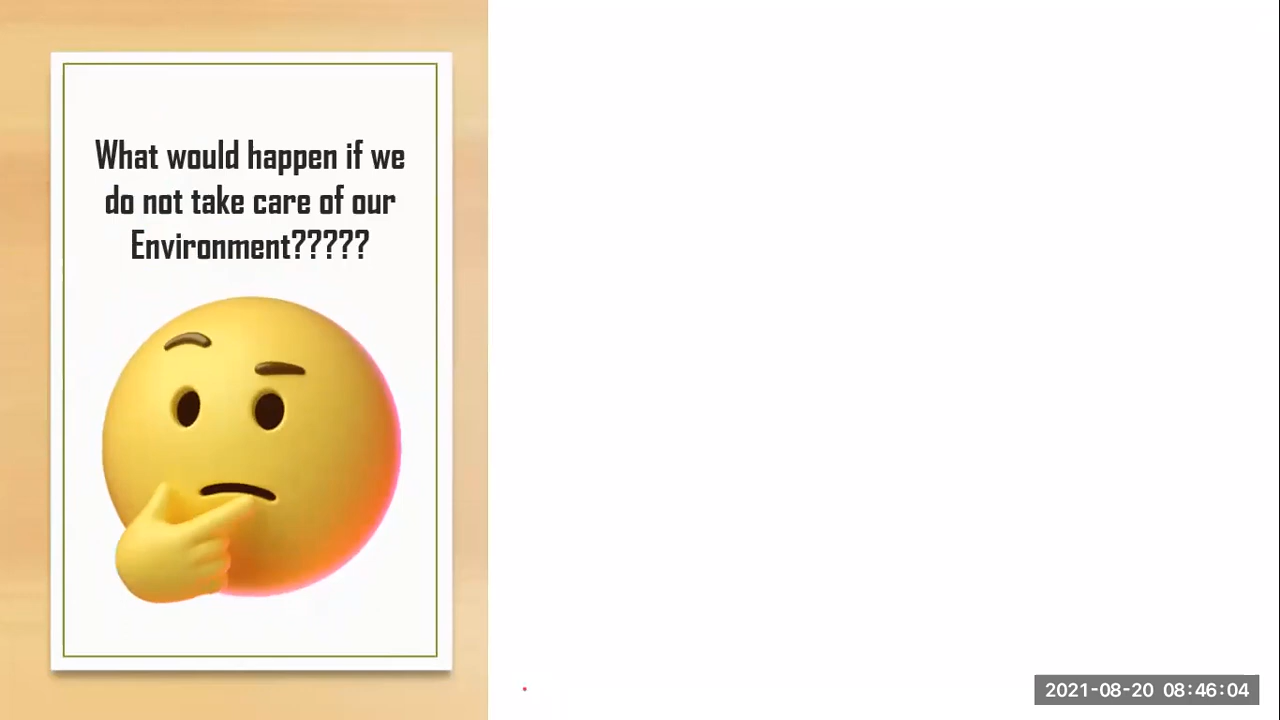 What would happen if we
do not take care of our
Environment?????
2021-08-20 08:46:04